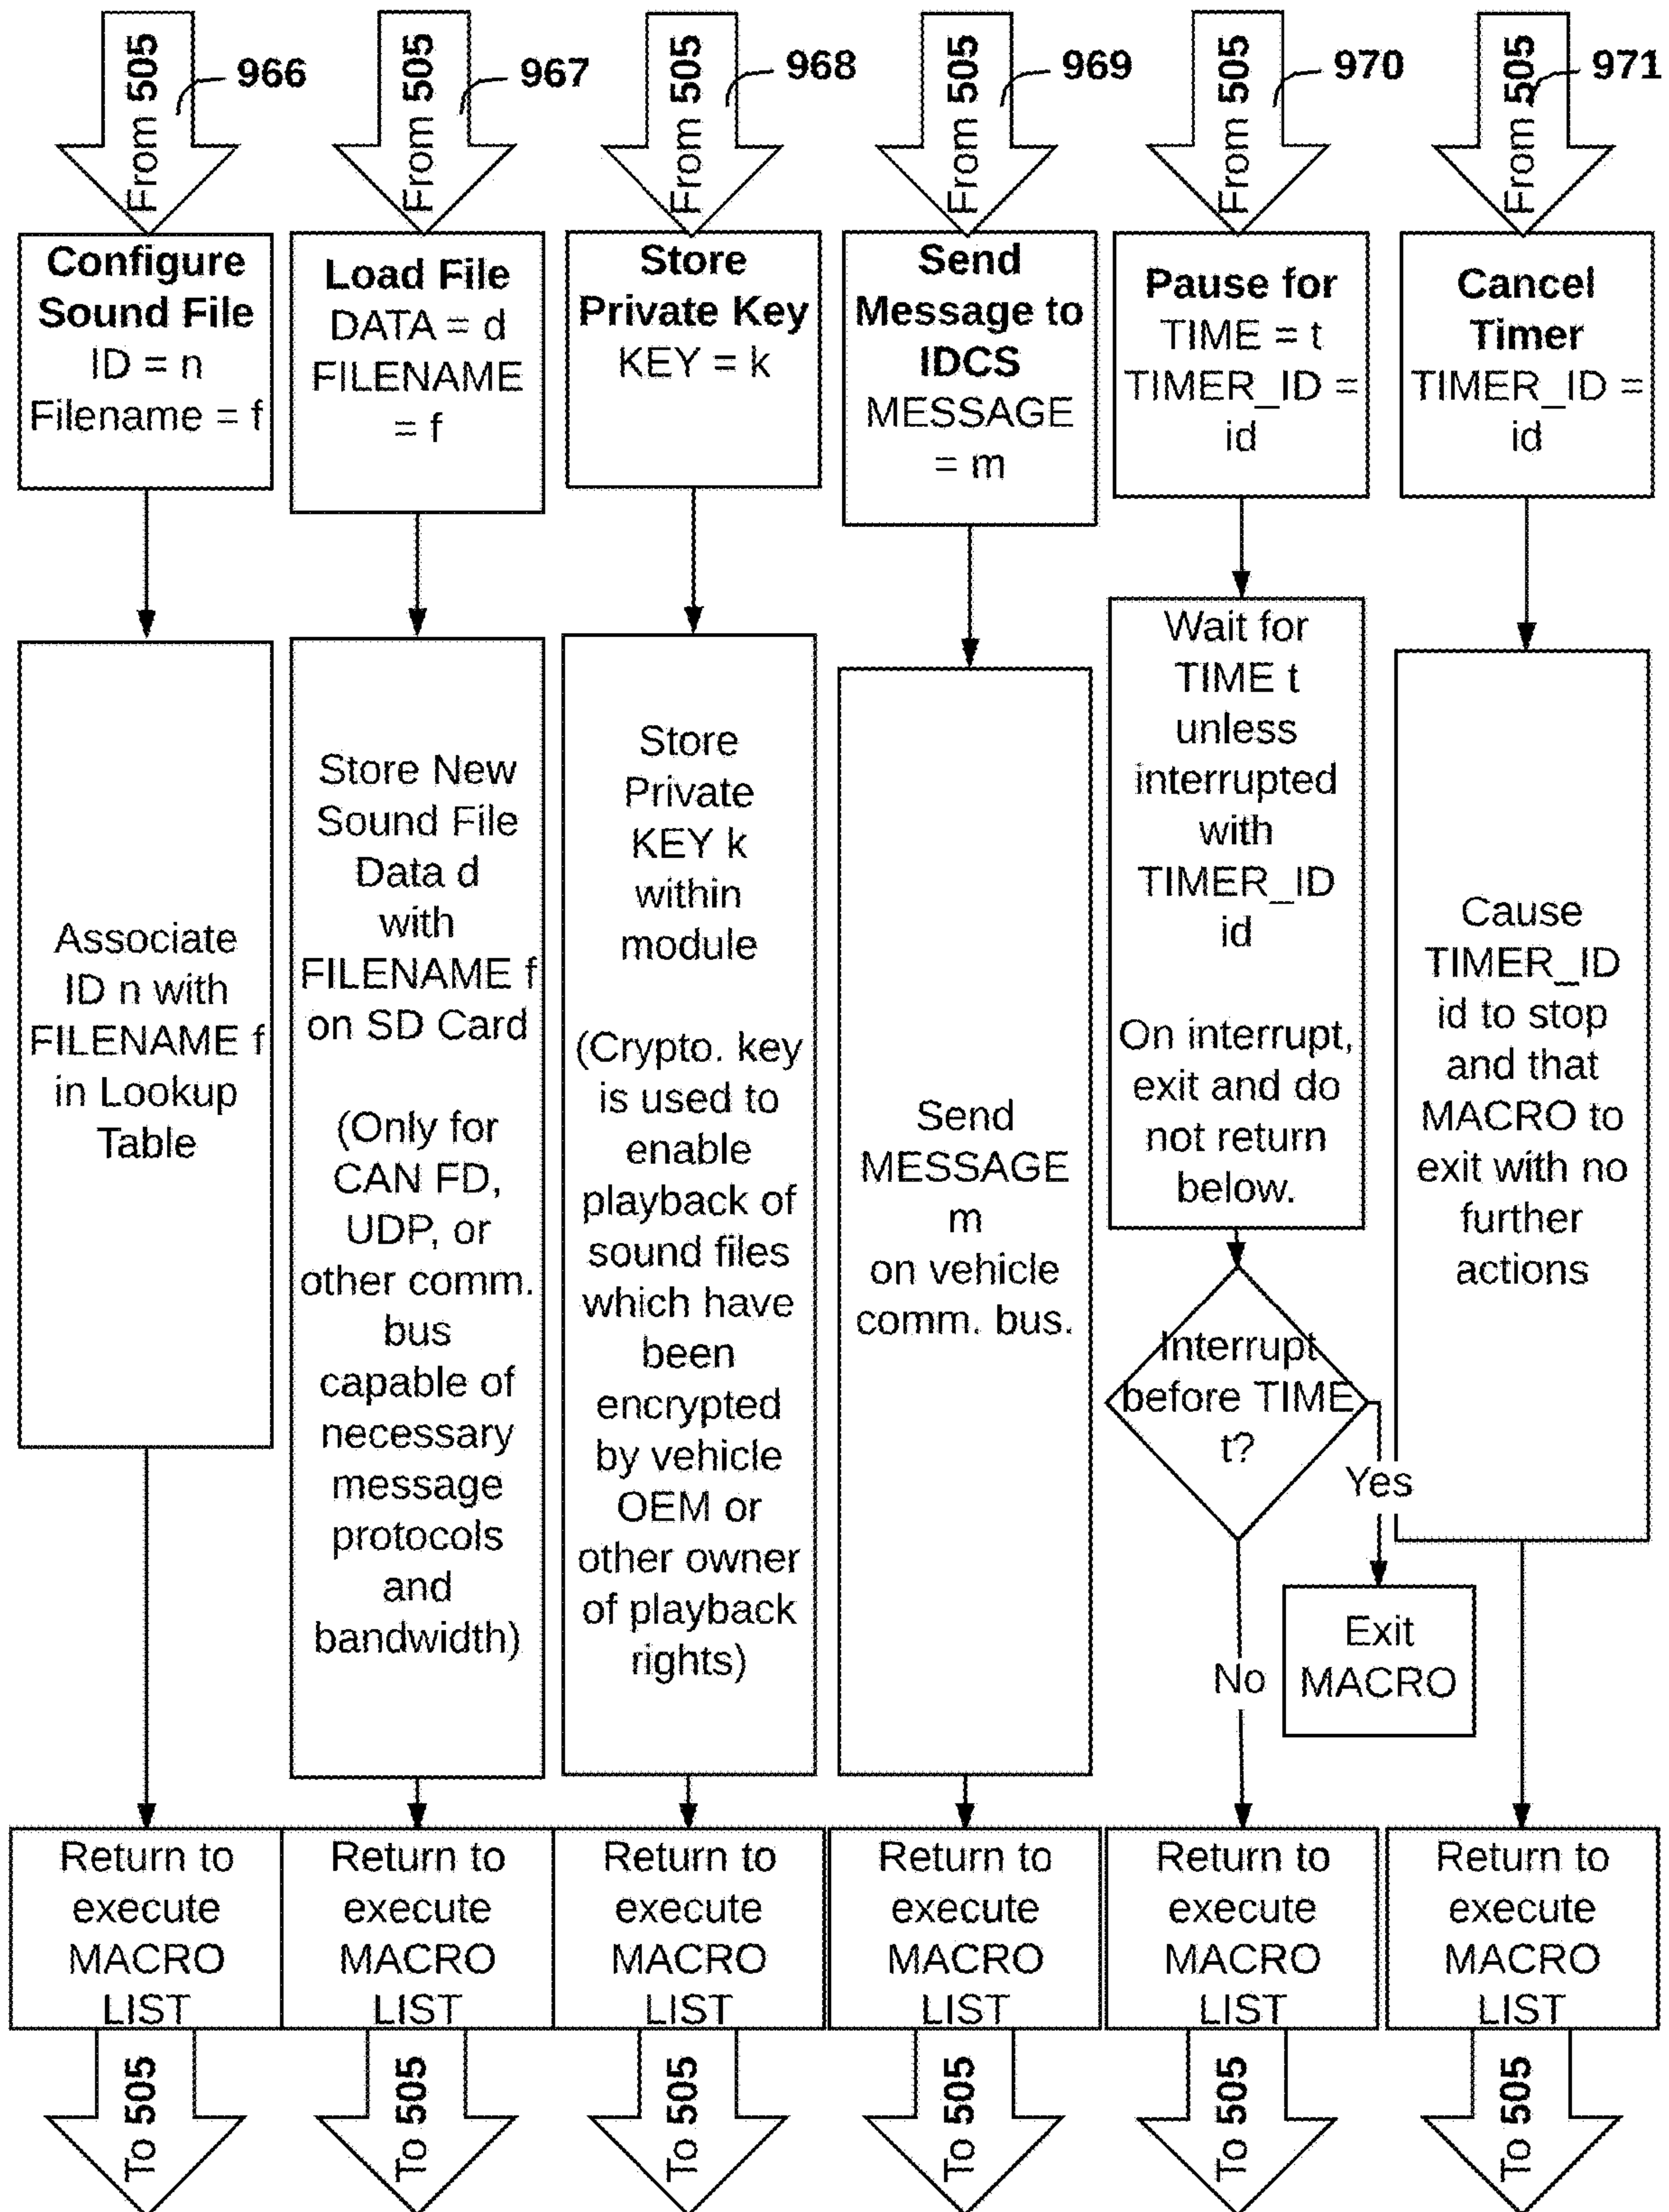 From 505
966
Configure
Sound File
ID = n
Filename = f
Associate
ID n with
FILENAME f
in Lookup
Table
Return to
execute
MACRO
LIST
To 505
From 505
967
Load File
DATA = d
FILENAME
= f
Store New
Sound File
Data d
with
FILENAME f
on SD Card
(Only for
CAN FD,
UDP, or
other comm.
bus
capable of
necessary
message
protocols
and
bandwidth)
Return to
execute
MACRO
LIST
To 505
From 505
968
Store
Private Key
KEY = k
Store
Private
KEY k
within
module
(Crypto. key
is used to
enable
playback of
sound files
which have
been
encrypted
by vehicle
OEM or
other owner
of playback
rights)
Return to
execute
MACRO
LIST
To 505
From 505
969
Send
Message to
IDCS
MESSAGE
= m
Send
MESSAGE
m
on vehicle
comm. bus.
Return to
execute
MACRO
LIST
To 505
From 505
970
Pause for
TIME = t
TIMER_ID =
id
Wait for
TIME t
unless
interrupted
with
TIMER_ID
id
On interrupt,
exit and do
not return
below.
Interrupt
before TIME
t?
Yes
Exit
MACRO
No
Return to
execute
MACRO
LIST
To 505
From 505
971
Cancel
Timer
TIMER_ID =
id
Cause
TIMER_ID
id to stop
and that
MACRO to
exit with no
further
actions
Return to
execute
MACRO
LIST
To 505